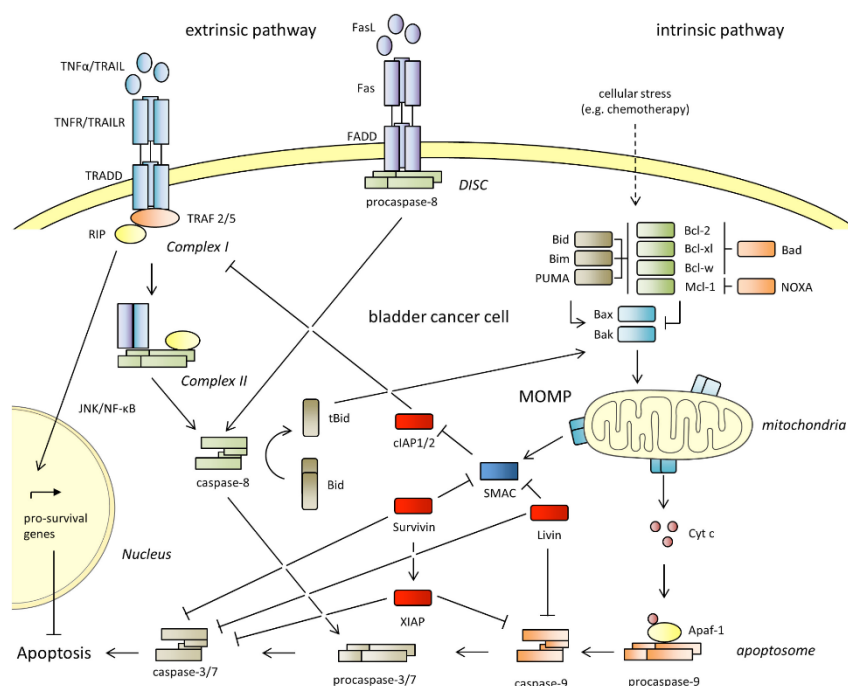 extrinsic pathway
intrinsic pathway
FasL
TNFα/TRAIL
Fas
TNFR/TRAILR
FADD
TRADD
DISC
procaspase-8
cellular stress
(e.g. chemotherapy)
TRAF 2/5
RIP
Complex I
Bid
Bim
PUMA
Bcl-2
Bcl-xl
Bcl-w
Mcl-1
Bad
NOXA
Bax
Bak
bladder cancer cell
Complex II
MOMP
mitochondria
JNK/NF-κB
tBid
cIAP1/2
caspase-8
Bid
SMAC
pro-survival
genes
Nucleus
Survivin
Livin
Cyt c
XIAP
Apaf-1
Apoptosis
apoptosome
caspase-3/7
procaspase-3/7
caspase-9
procaspase-9